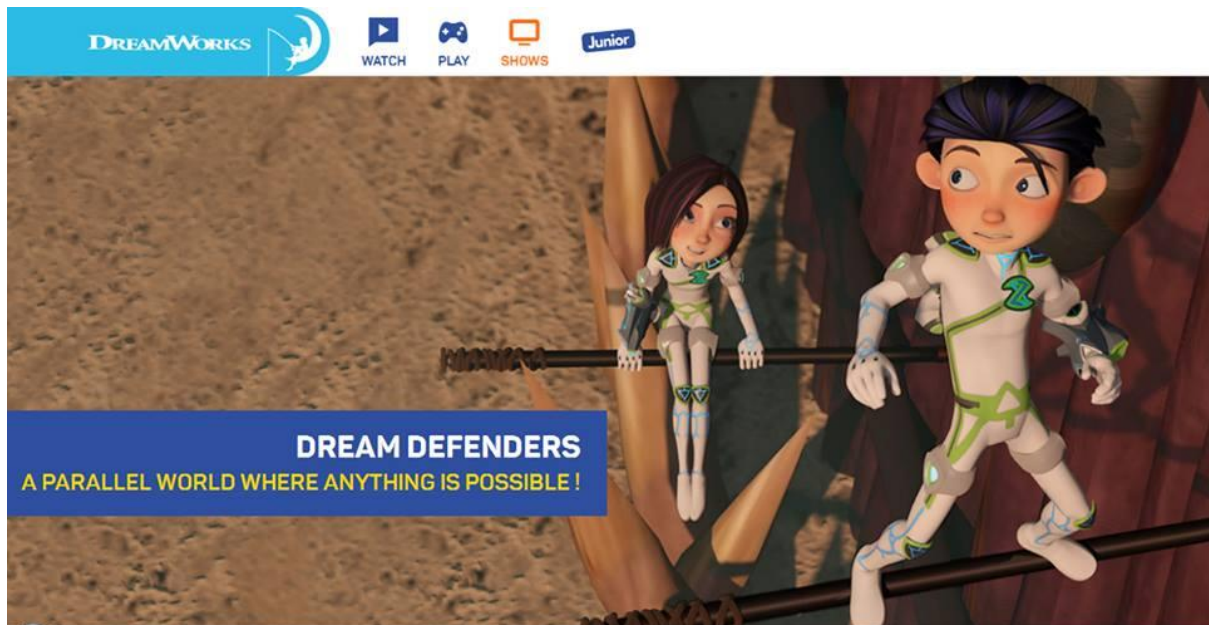 DREAMWORKS
WATCH
PLAY
SHOWS
Junior
DREAM DEFENDERS
A PARALLEL WORLD WHERE ANYTHING IS POSSIBLE !